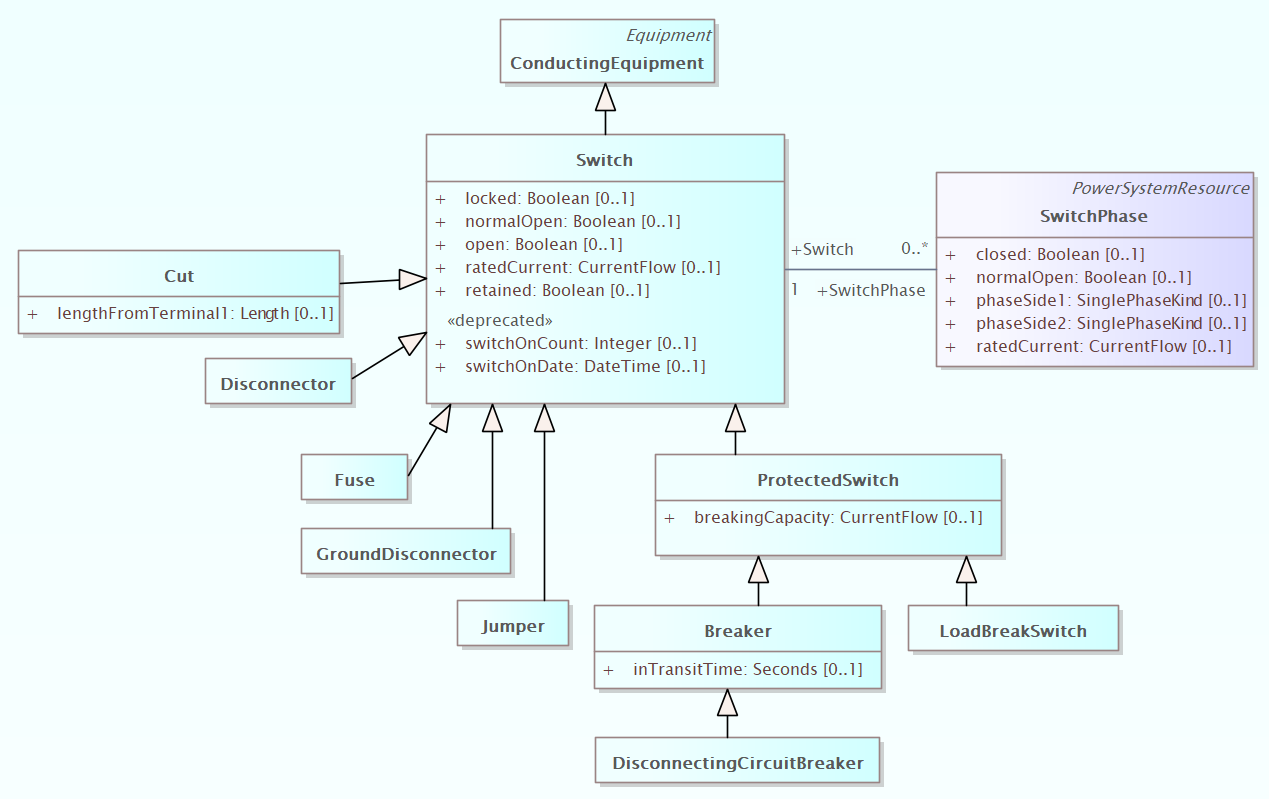 Equipment
ConductingEquipment
Switch
+ locked: Boolean [0..1]
+ normalOpen: Boolean [0..1]
+ open: Boolean [0..1]
+ ratedCurrent: CurrentFlow [0..1]
+ retained: Boolean [0..1]
«deprecated»
+ switchOnCount: Integer [0..1]
+ switchOnDate: DateTime [0..1]
+Switch 0..*
1 +SwitchPhase
PowerSystemResource
SwitchPhase
+ closed: Boolean [0..1]
+ normalOpen: Boolean [0..1]
+ phaseSide1: SinglePhaseKind [0..1]
+ phaseSide2: SinglePhaseKind [0..1]
+ ratedCurrent: CurrentFlow [0..1]
Cut
+ lengthFromTerminal1: Length [0..1]
Disconnector
Fuse
GroundDisconnector
Jumper
ProtectedSwitch
+ breakingCapacity: CurrentFlow [0..1]
Breaker
+ inTransitTime: Seconds [0..1]
LoadBreakSwitch
DisconnectingCircuitBreaker